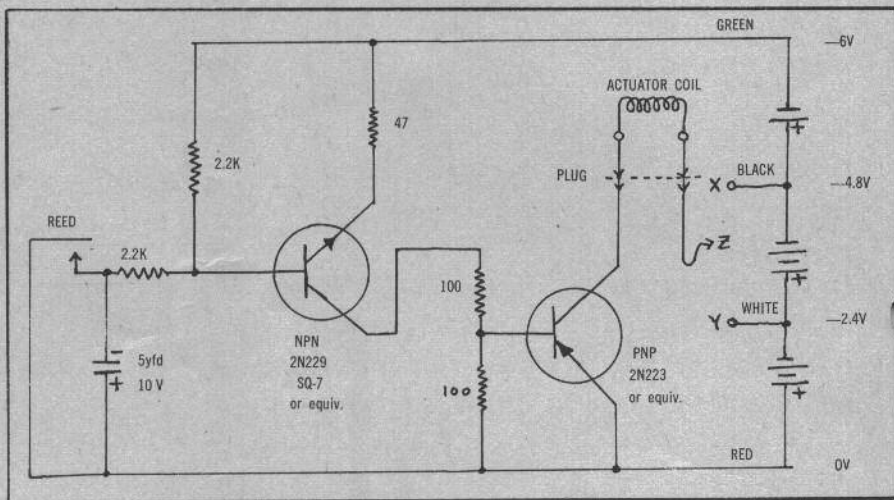 GREEN
—6V
ACTUATOR COIL
47
+
2.2K
PLUG
X
BLACK
—4.8V
REED
2.2K
Z
+
100
Y
WHITE
—2.4V
NPN
2N229
SQ-7
or equiv.
PNP
2N223
or equiv.
—
5yfd
+
10 V
100
+
RED
0V